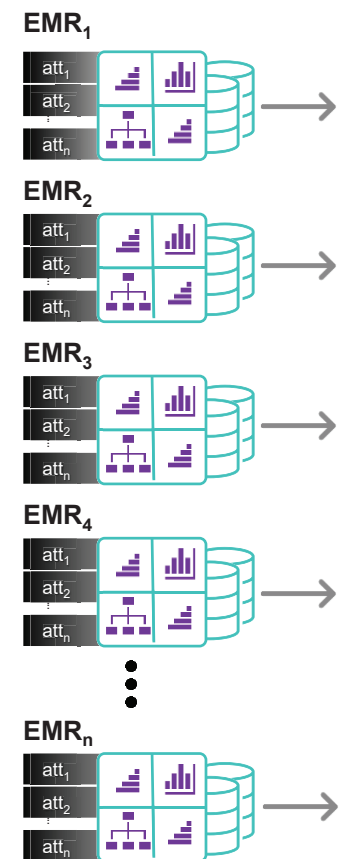 EMR₁
att₁
att₂
attₙ
EMR₂
att₁
att₂
attₙ
EMR₃
att₁
att₂
attₙ
EMR₄
att₁
att₂
attₙ
EMRₙ
att₁
att₂
attₙ